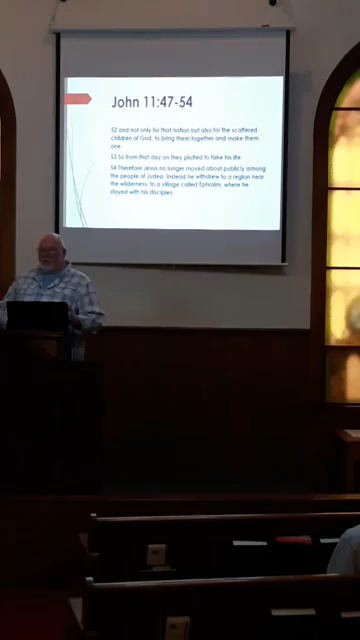 John 11:47-54
52 and not only for that nation but also for the scattered
children of God, to bring them together and make them
one.
53 So from that day on they plotted to take his life.
54 Therefore Jesus no longer moved about publicly among
the people of Judea. Instead he withdrew to a region near
the wilderness, to a village called Ephraim, where he
stayed with his disciples.